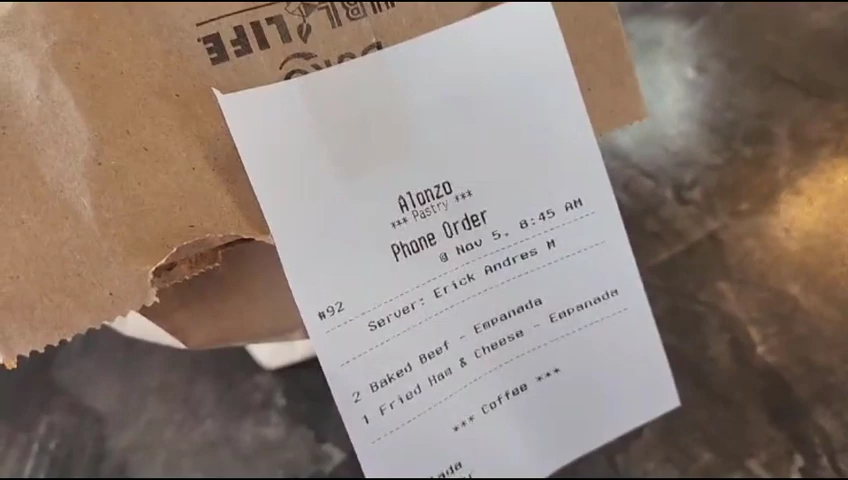 LIFE
Alonzo
*** Pastry ***
Phone Order
@ Nov 5, 8:45 AM
#92
Server: Erick Andres M
2 Baked Beef - Empanada
1 Fried Ham & Cheese - Empanada
*** Coffee ***